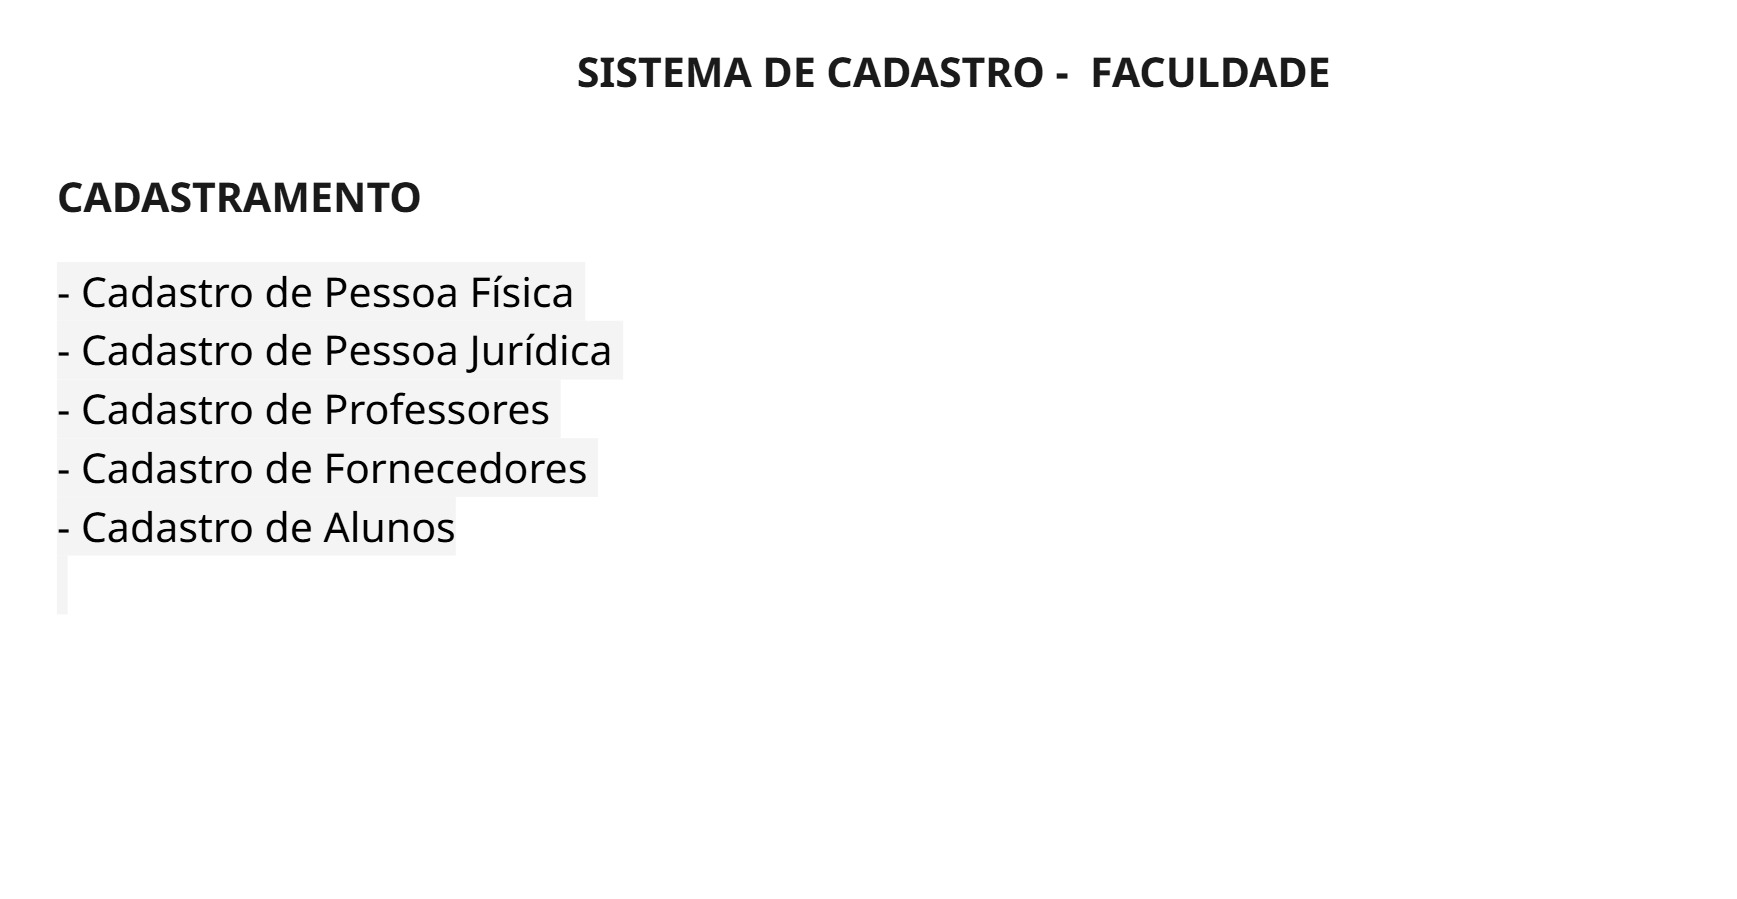 SISTEMA DE CADASTRO -  FACULDADE
CADASTRAMENTO
- Cadastro de Pessoa Física
- Cadastro de Pessoa Jurídica
- Cadastro de Professores
- Cadastro de Fornecedores
- Cadastro de Alunos